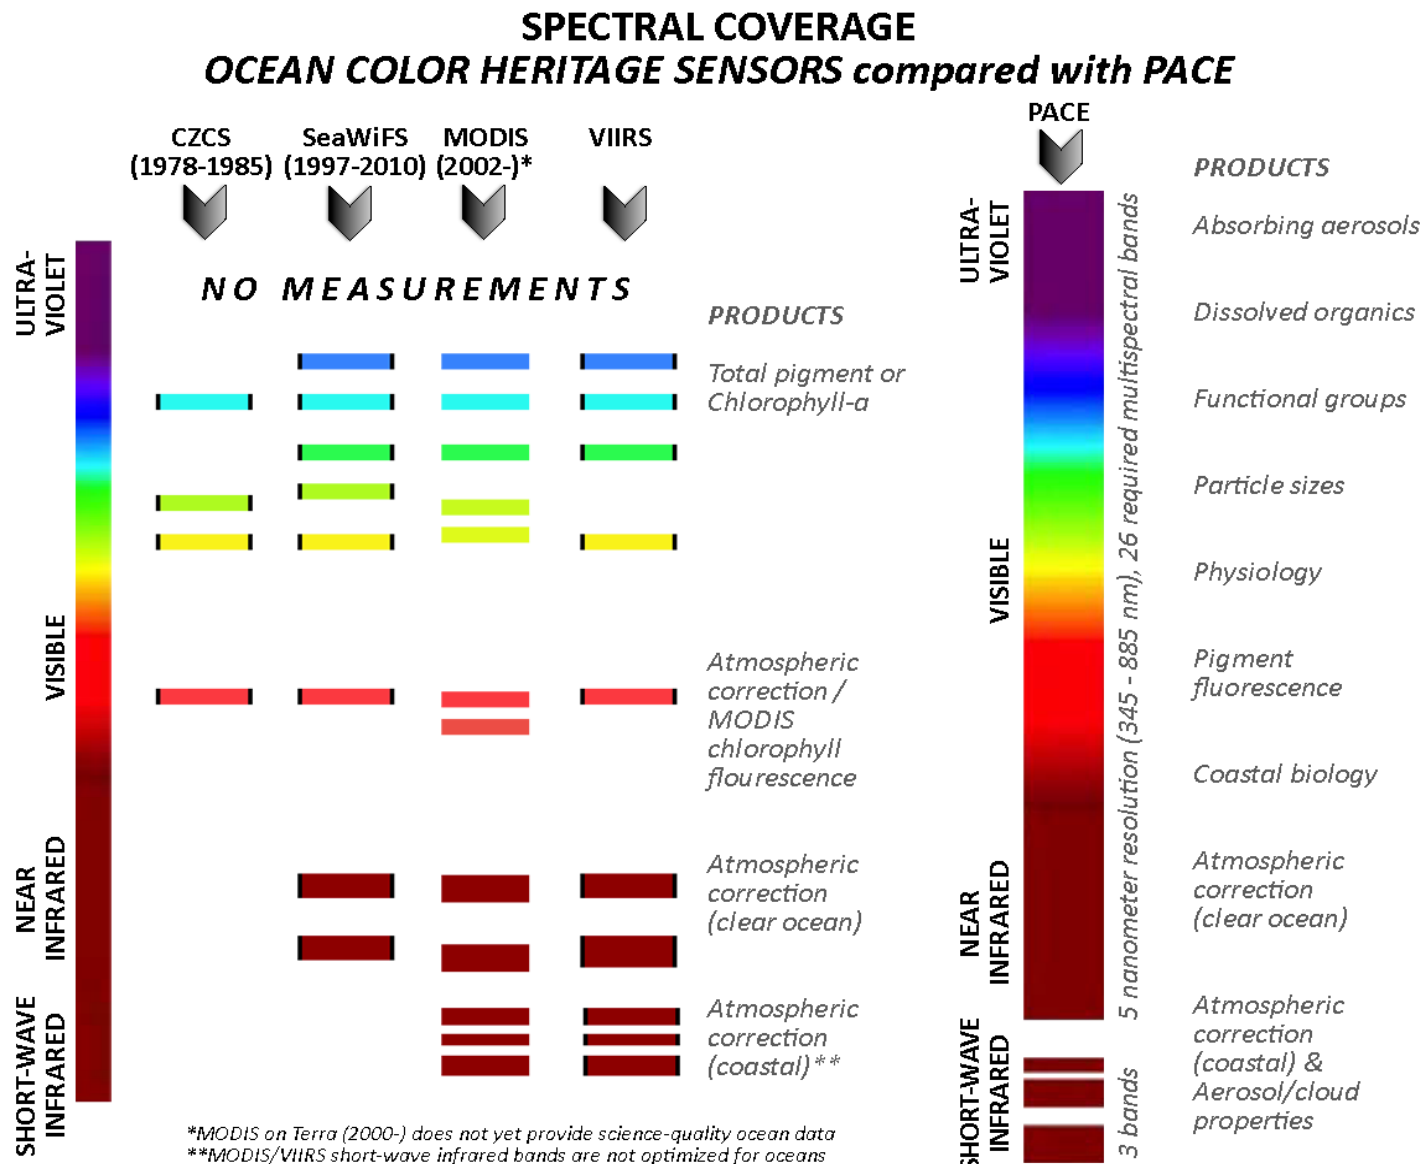 SPECTRAL COVERAGE
OCEAN COLOR HERITAGE SENSORS compared with PACE
CZCS
(1978-1985)
SeaWiFS
(1997-2010)
MODIS
(2002-)*
VIIRS
PACE
ULTRA-
VIOLET
VISIBLE
NEAR
INFRARED
SHORT-WAVE
INFRARED
NO MEASUREMENTS
PRODUCTS
Total pigment or
Chlorophyll-a
Atmospheric
correction /
MODIS
chlorophyll
flourescence
Atmospheric
correction
(clear ocean)
Atmospheric
correction
(coastal)**
*MODIS on Terra (2000-) does not yet provide science-quality ocean data
**MODIS/VIIRS short-wave infrared bands are not optimized for oceans
ULTRA-
VIOLET
VISIBLE
NEAR
INFRARED
SHORT-WAVE
INFRARED
5 nanometer resolution (345 - 885 nm), 26 required multispectral bands
3 bands
PRODUCTS
Absorbing aerosols
Dissolved organics
Functional groups
Particle sizes
Physiology
Pigment
fluorescence
Coastal biology
Atmospheric
correction
(clear ocean)
Atmospheric
correction
(coastal) &
Aerosol/cloud
properties